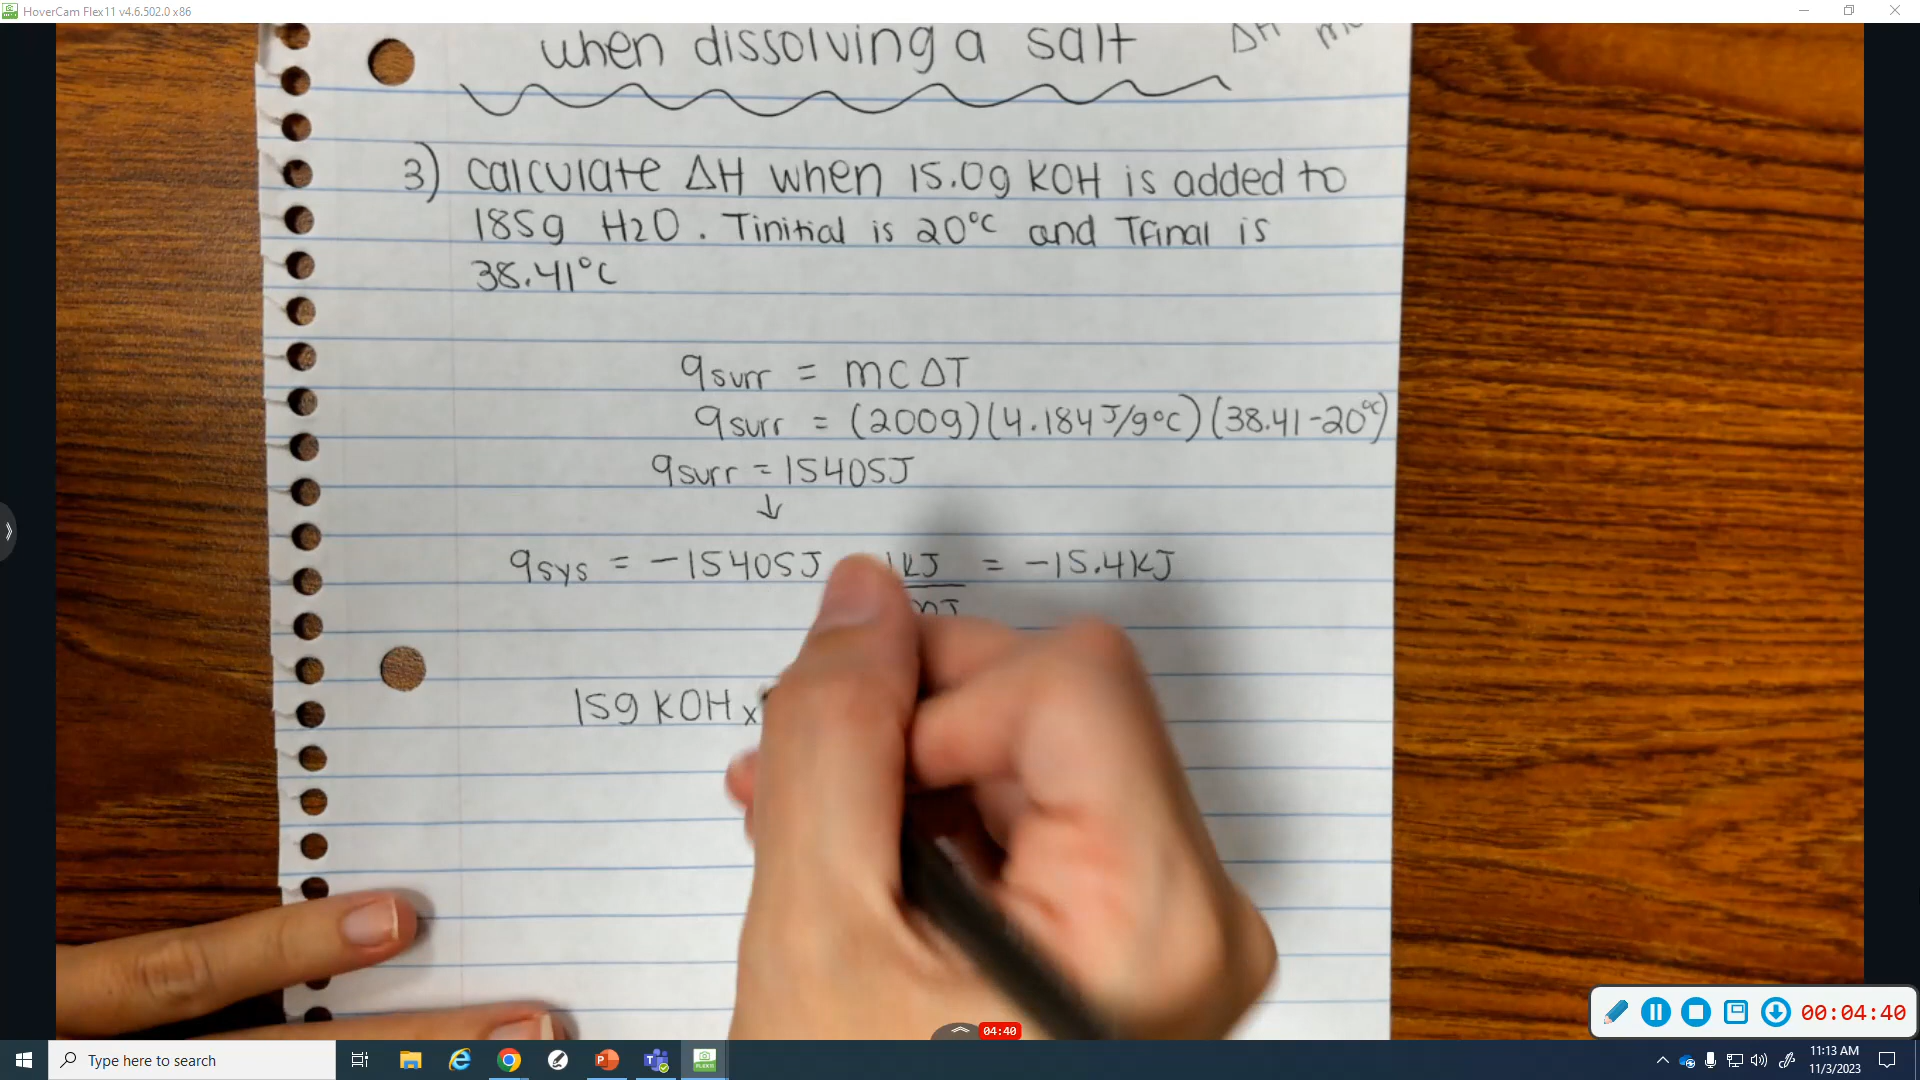 HoverCam Flex11 v4.6.502.0 x86
when dissolving a salt
ΔH
3) calculate ΔH when 15.0g KOH is added to
185g H2O. Tinitial is 20°C and Tfinal is
38.41°C
qsurr = mCΔT
qsurr = (200g)(4.184J/g°C)(38.41-20°C)
qsurr = 15405J
↓
qsys = -15405J 1kJ = -15.4kJ
15g KOH x
04:40
00:04:40
Type here to search
11:13 AM
11/3/2023